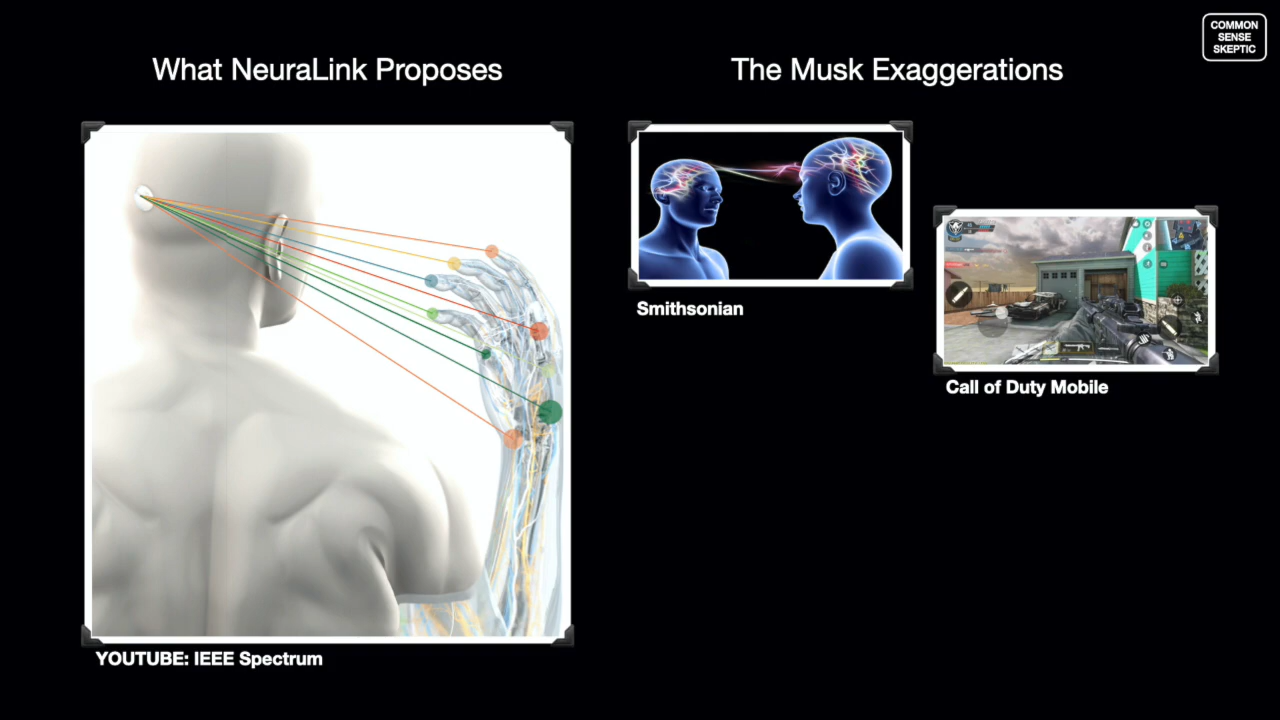 COMMON
SENSE
SKEPTIC
What NeuraLink Proposes
The Musk Exaggerations
Smithsonian
Call of Duty Mobile
YOUTUBE: IEEE Spectrum